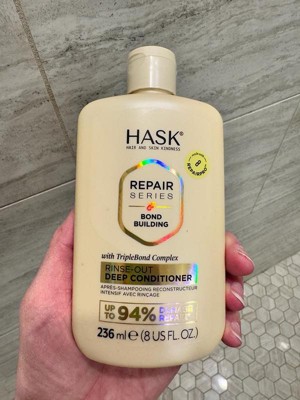 HASK®
HAIR AND SKIN KINDNESS
8
REPAIR
SERIES
BOND
BUILDING
with TripleBond Complex
RINSE-OUT
DEEP CONDITIONER
APRÈS-SHAMPOOING RECONSTRUCTEUR
INTENSIF AVEC RINÇAGE
UP TO 94%
236 ml ℮ (8 US FL. OZ.)